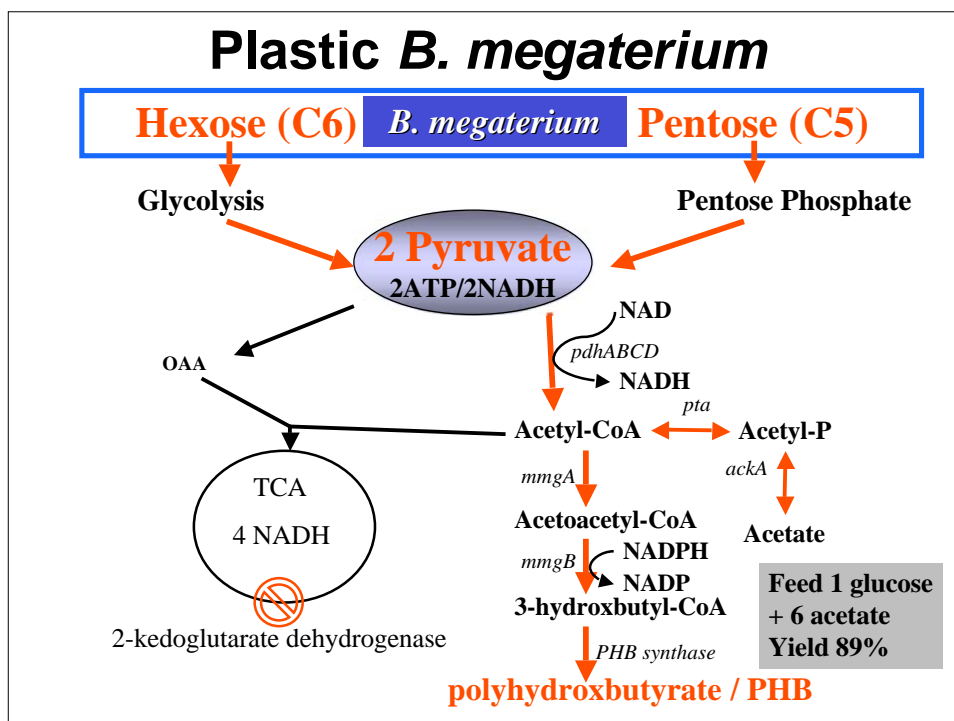 Plastic B. megaterium
Hexose (C6)
B. megaterium
Pentose (C5)
Glycolysis
Pentose Phosphate
2 Pyruvate
2ATP/2NADH
NAD
pdhABCD
NADH
OAA
Acetyl-CoA
pta
Acetyl-P
mmgA
ackA
TCA
4 NADH
Acetoacetyl-CoA
Acetate
mmgB
NADPH
NADP
3-hydroxbutyl-CoA
Feed 1 glucose
+ 6 acetate
Yield 89%
2-kedoglutarate dehydrogenase
PHB synthase
polyhydroxbutyrate / PHB